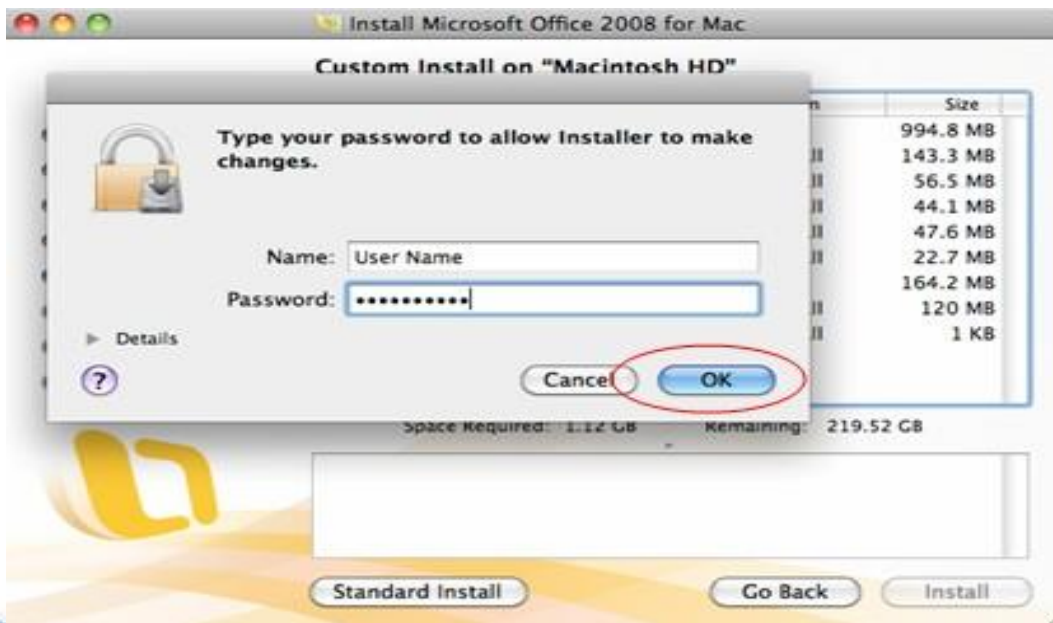 Install Microsoft Office 2008 for Mac
Custom Install on "Macintosh HD"
Size
Type your password to allow Installer to make
changes.
994.8 MB
143.3 MB
56.5 MB
44.1 MB
47.6 MB
22.7 MB
164.2 MB
120 MB
1 KB
Name: User Name
Password: ••••••••••
Details
?
Cancel
OK
Space Required: 1.12 GB
Remaining: 219.52 GB
Standard Install
Go Back
Install